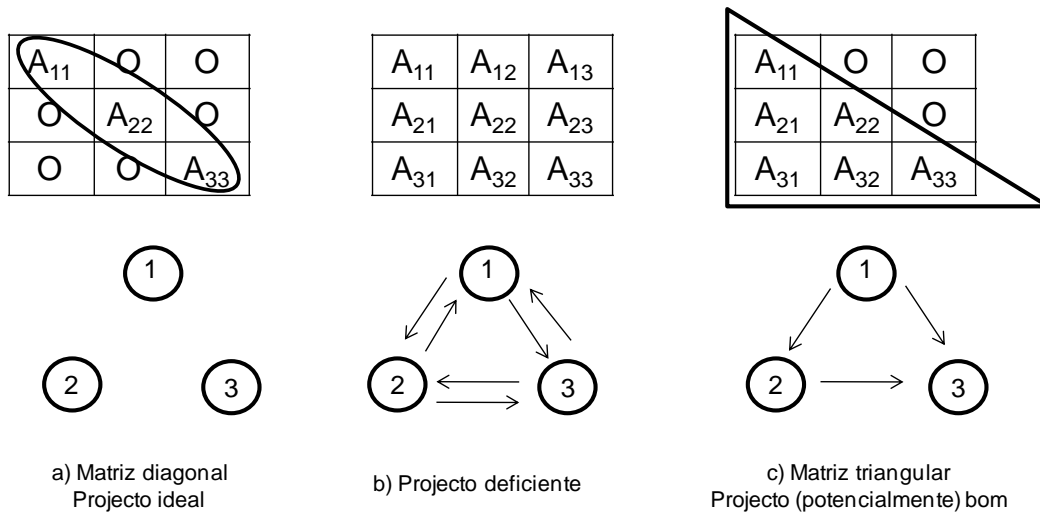 A11 O O
O A22 O
O O A33
A11 A12 A13
A21 A22 A23
A31 A32 A33
A11 O O
A21 A22 O
A31 A32 A33
1
2 3
1
2 3
1
2 3
a) Matriz diagonal
Projecto ideal
b) Projecto deficiente
c) Matriz triangular
Projecto (potencialmente) bom